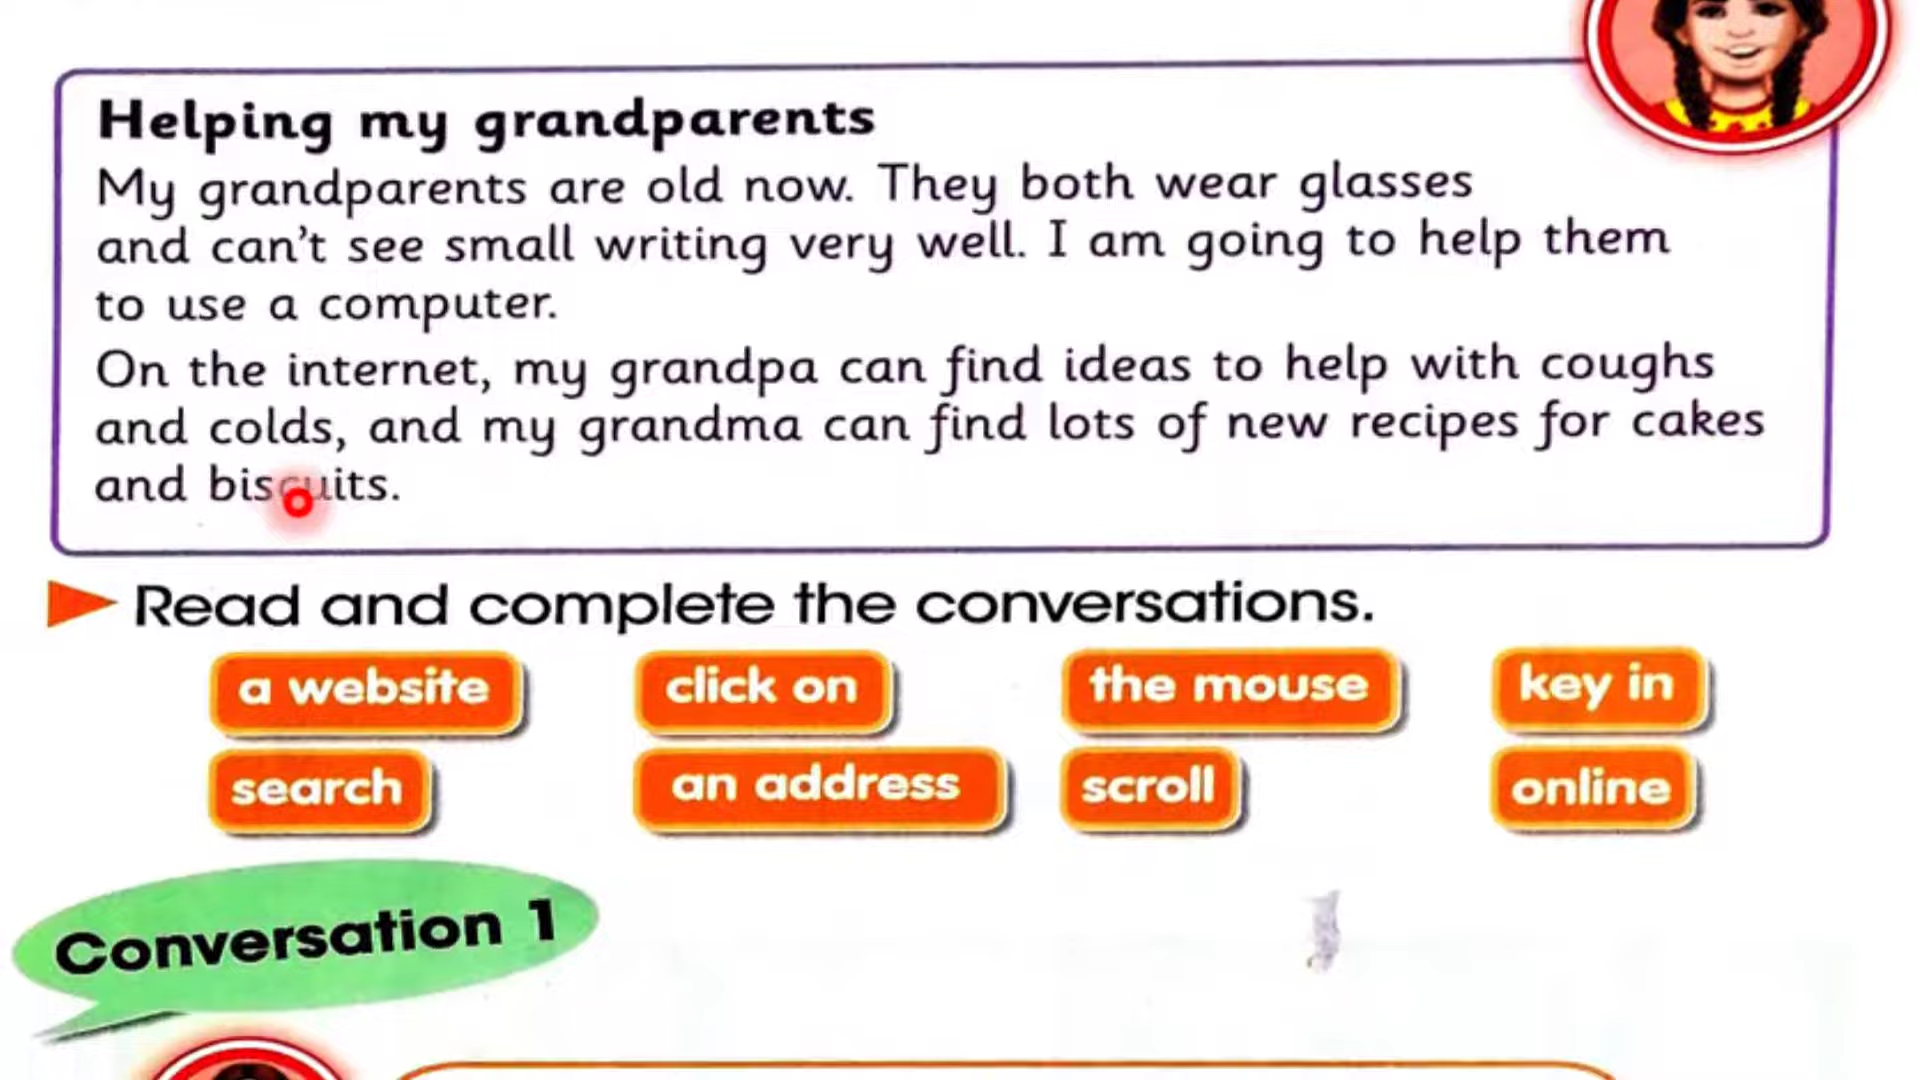 Helping my grandparents
My grandparents are old now. They both wear glasses
and can't see small writing very well. I am going to help them
to use a computer.
On the internet, my grandpa can find ideas to help with coughs
and colds, and my grandma can find lots of new recipes for cakes
and biscuits.
Read and complete the conversations.
a website click on the mouse key in
search an address scroll online
Conversation 1